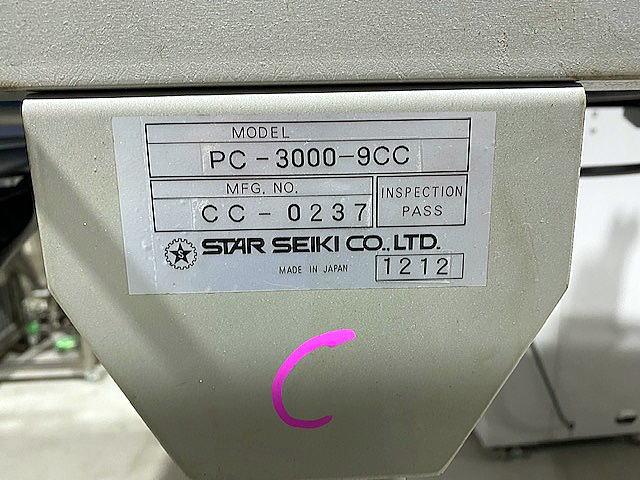 MODEL
PC-3000-9CC
MFG. NO.
CC-0237
INSPECTION
PASS
STAR SEIKI CO., LTD.
MADE IN JAPAN
1212
C